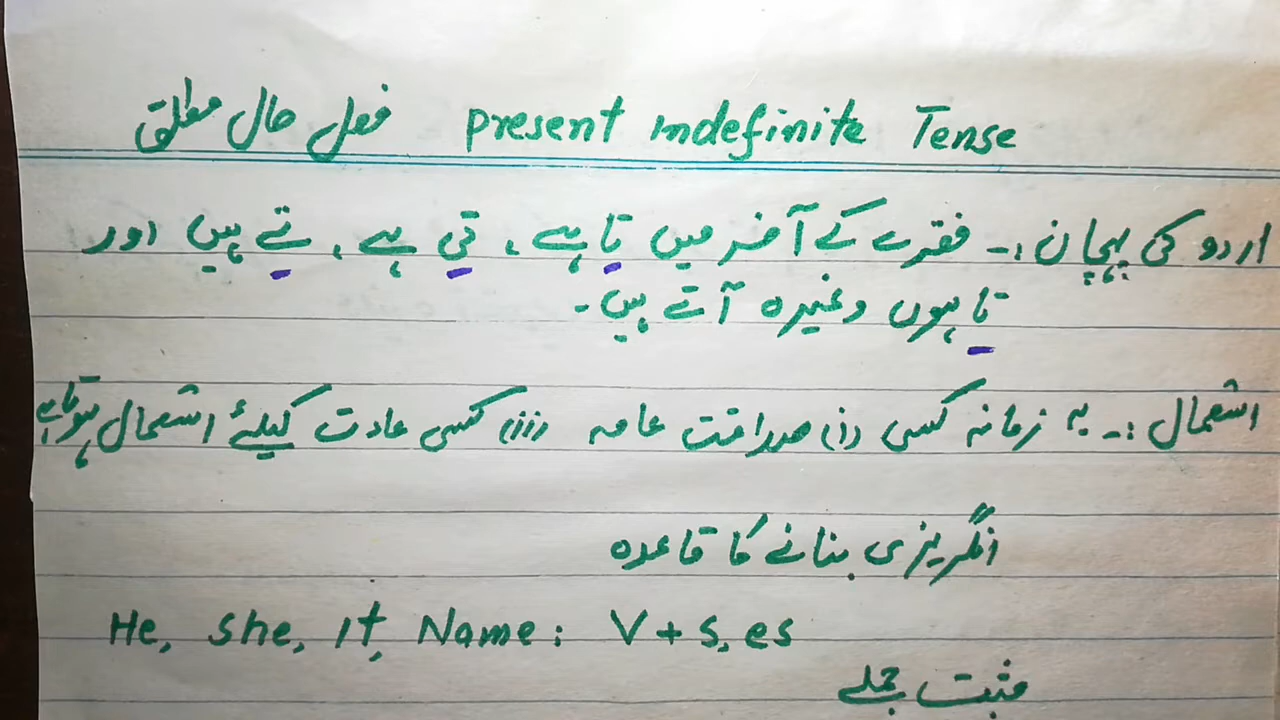 فعل حال مطلق Present Indefinite Tense
اردو کی پہچان :۔ فقرے کے آخر میں تا ہے ، تی ہے ، تے ہیں اور
تا ہوں وغیرہ آتے ہیں ۔
استعمال :۔ یہ زمانہ کسی (i) صداقت عامہ (ii) کسی عادت کیلئے استعمال ہوتا ہے
انگریزی بنانے کا قاعدہ
He, She, It, Name: V + s, es
مثبت جملے